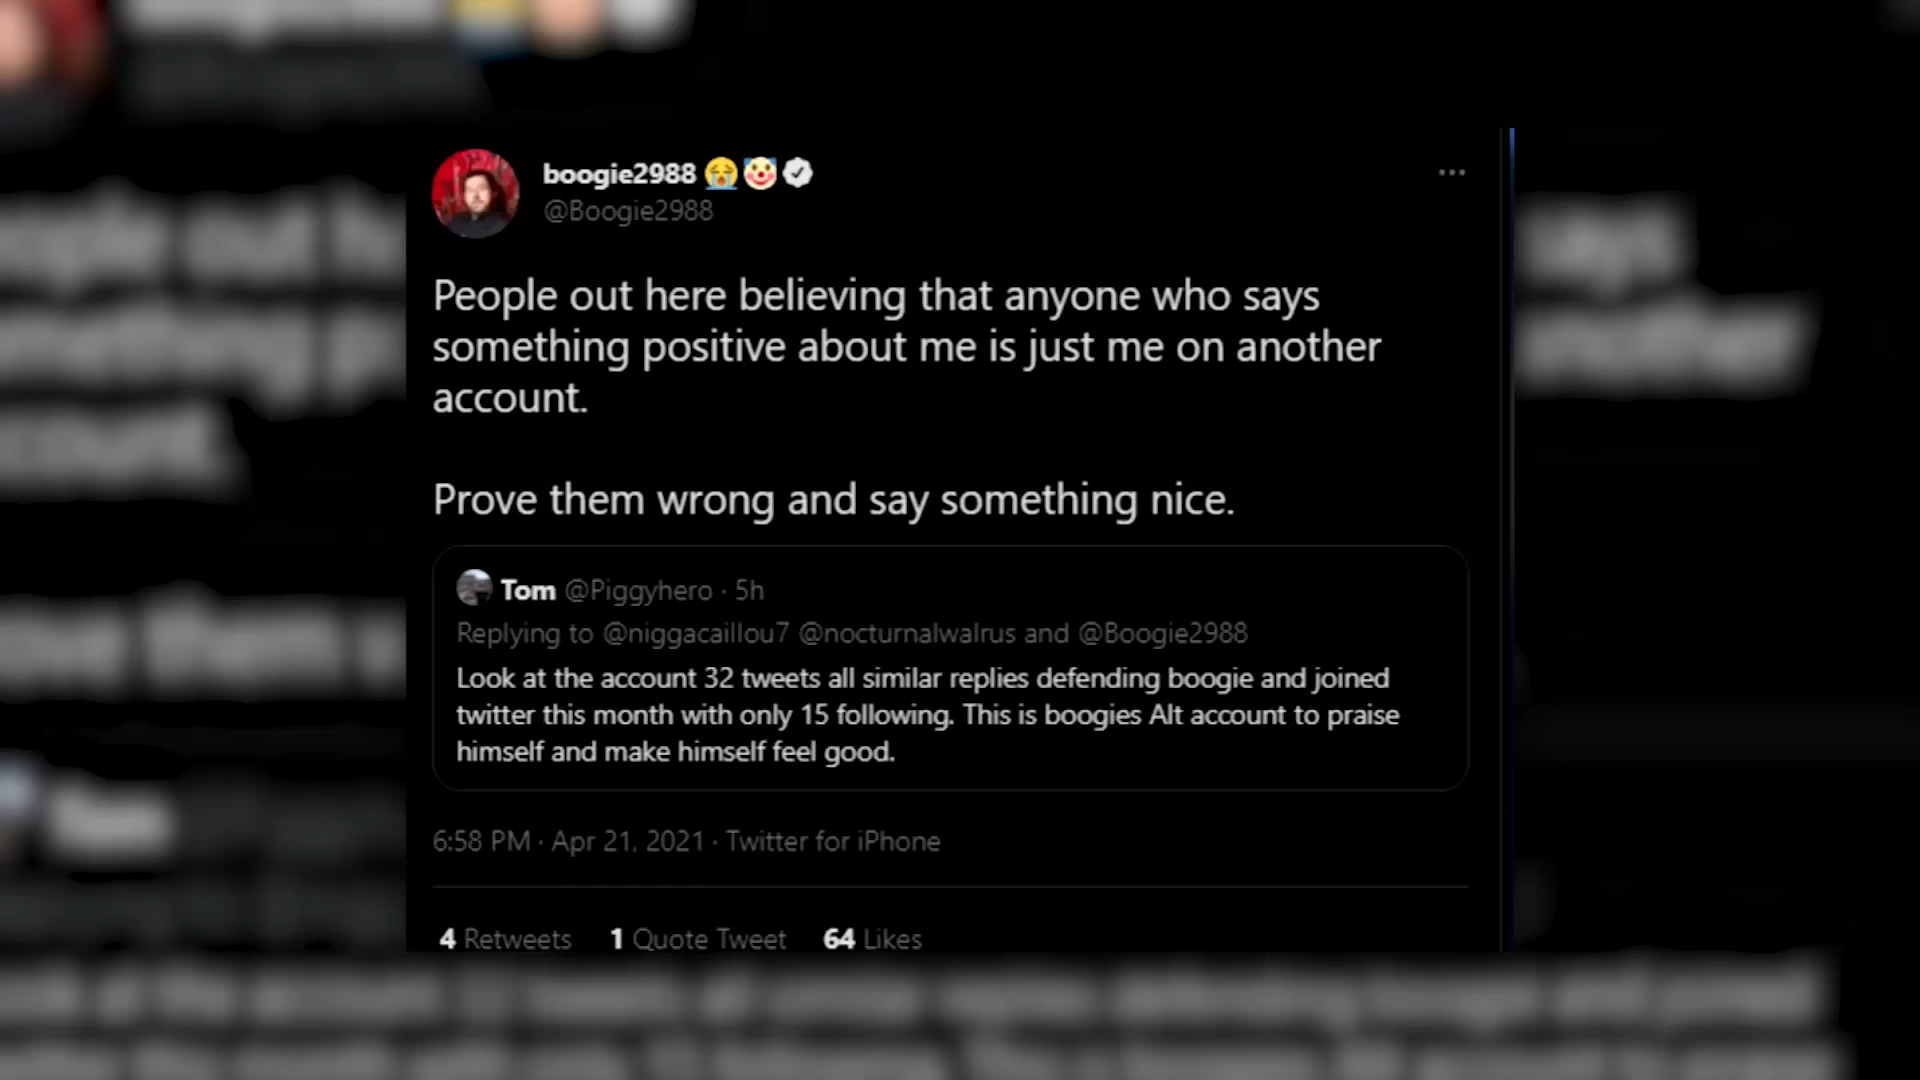 boogie2988 😭🤡
@Boogie2988
People out here believing that anyone who says
something positive about me is just me on another
account.
Prove them wrong and say something nice.
Tom @Piggyhero · 5h
Replying to @niggacaillou7 @nocturnalwalrus and @Boogie2988
Look at the account 32 tweets all similar replies defending boogie and joined
twitter this month with only 15 following. This is boogies Alt account to praise
himself and make himself feel good.
6:58 PM · Apr 21, 2021 · Twitter for iPhone
4 Retweets 1 Quote Tweet 64 Likes